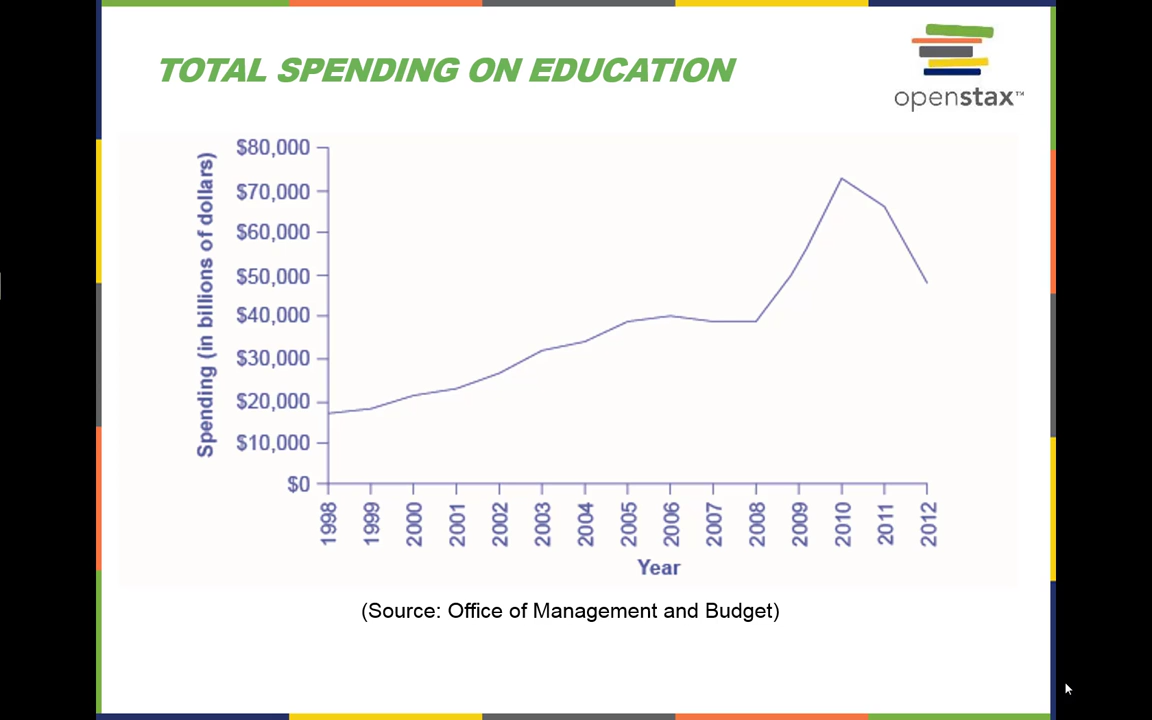 TOTAL SPENDING ON EDUCATION
openstax™
Spending (in billions of dollars)
$80,000
$70,000
$60,000
$50,000
$40,000
$30,000
$20,000
$10,000
$0
1998 1999 2000 2001 2002 2003 2004 2005 2006 2007 2008 2009 2010 2011 2012
Year
(Source: Office of Management and Budget)